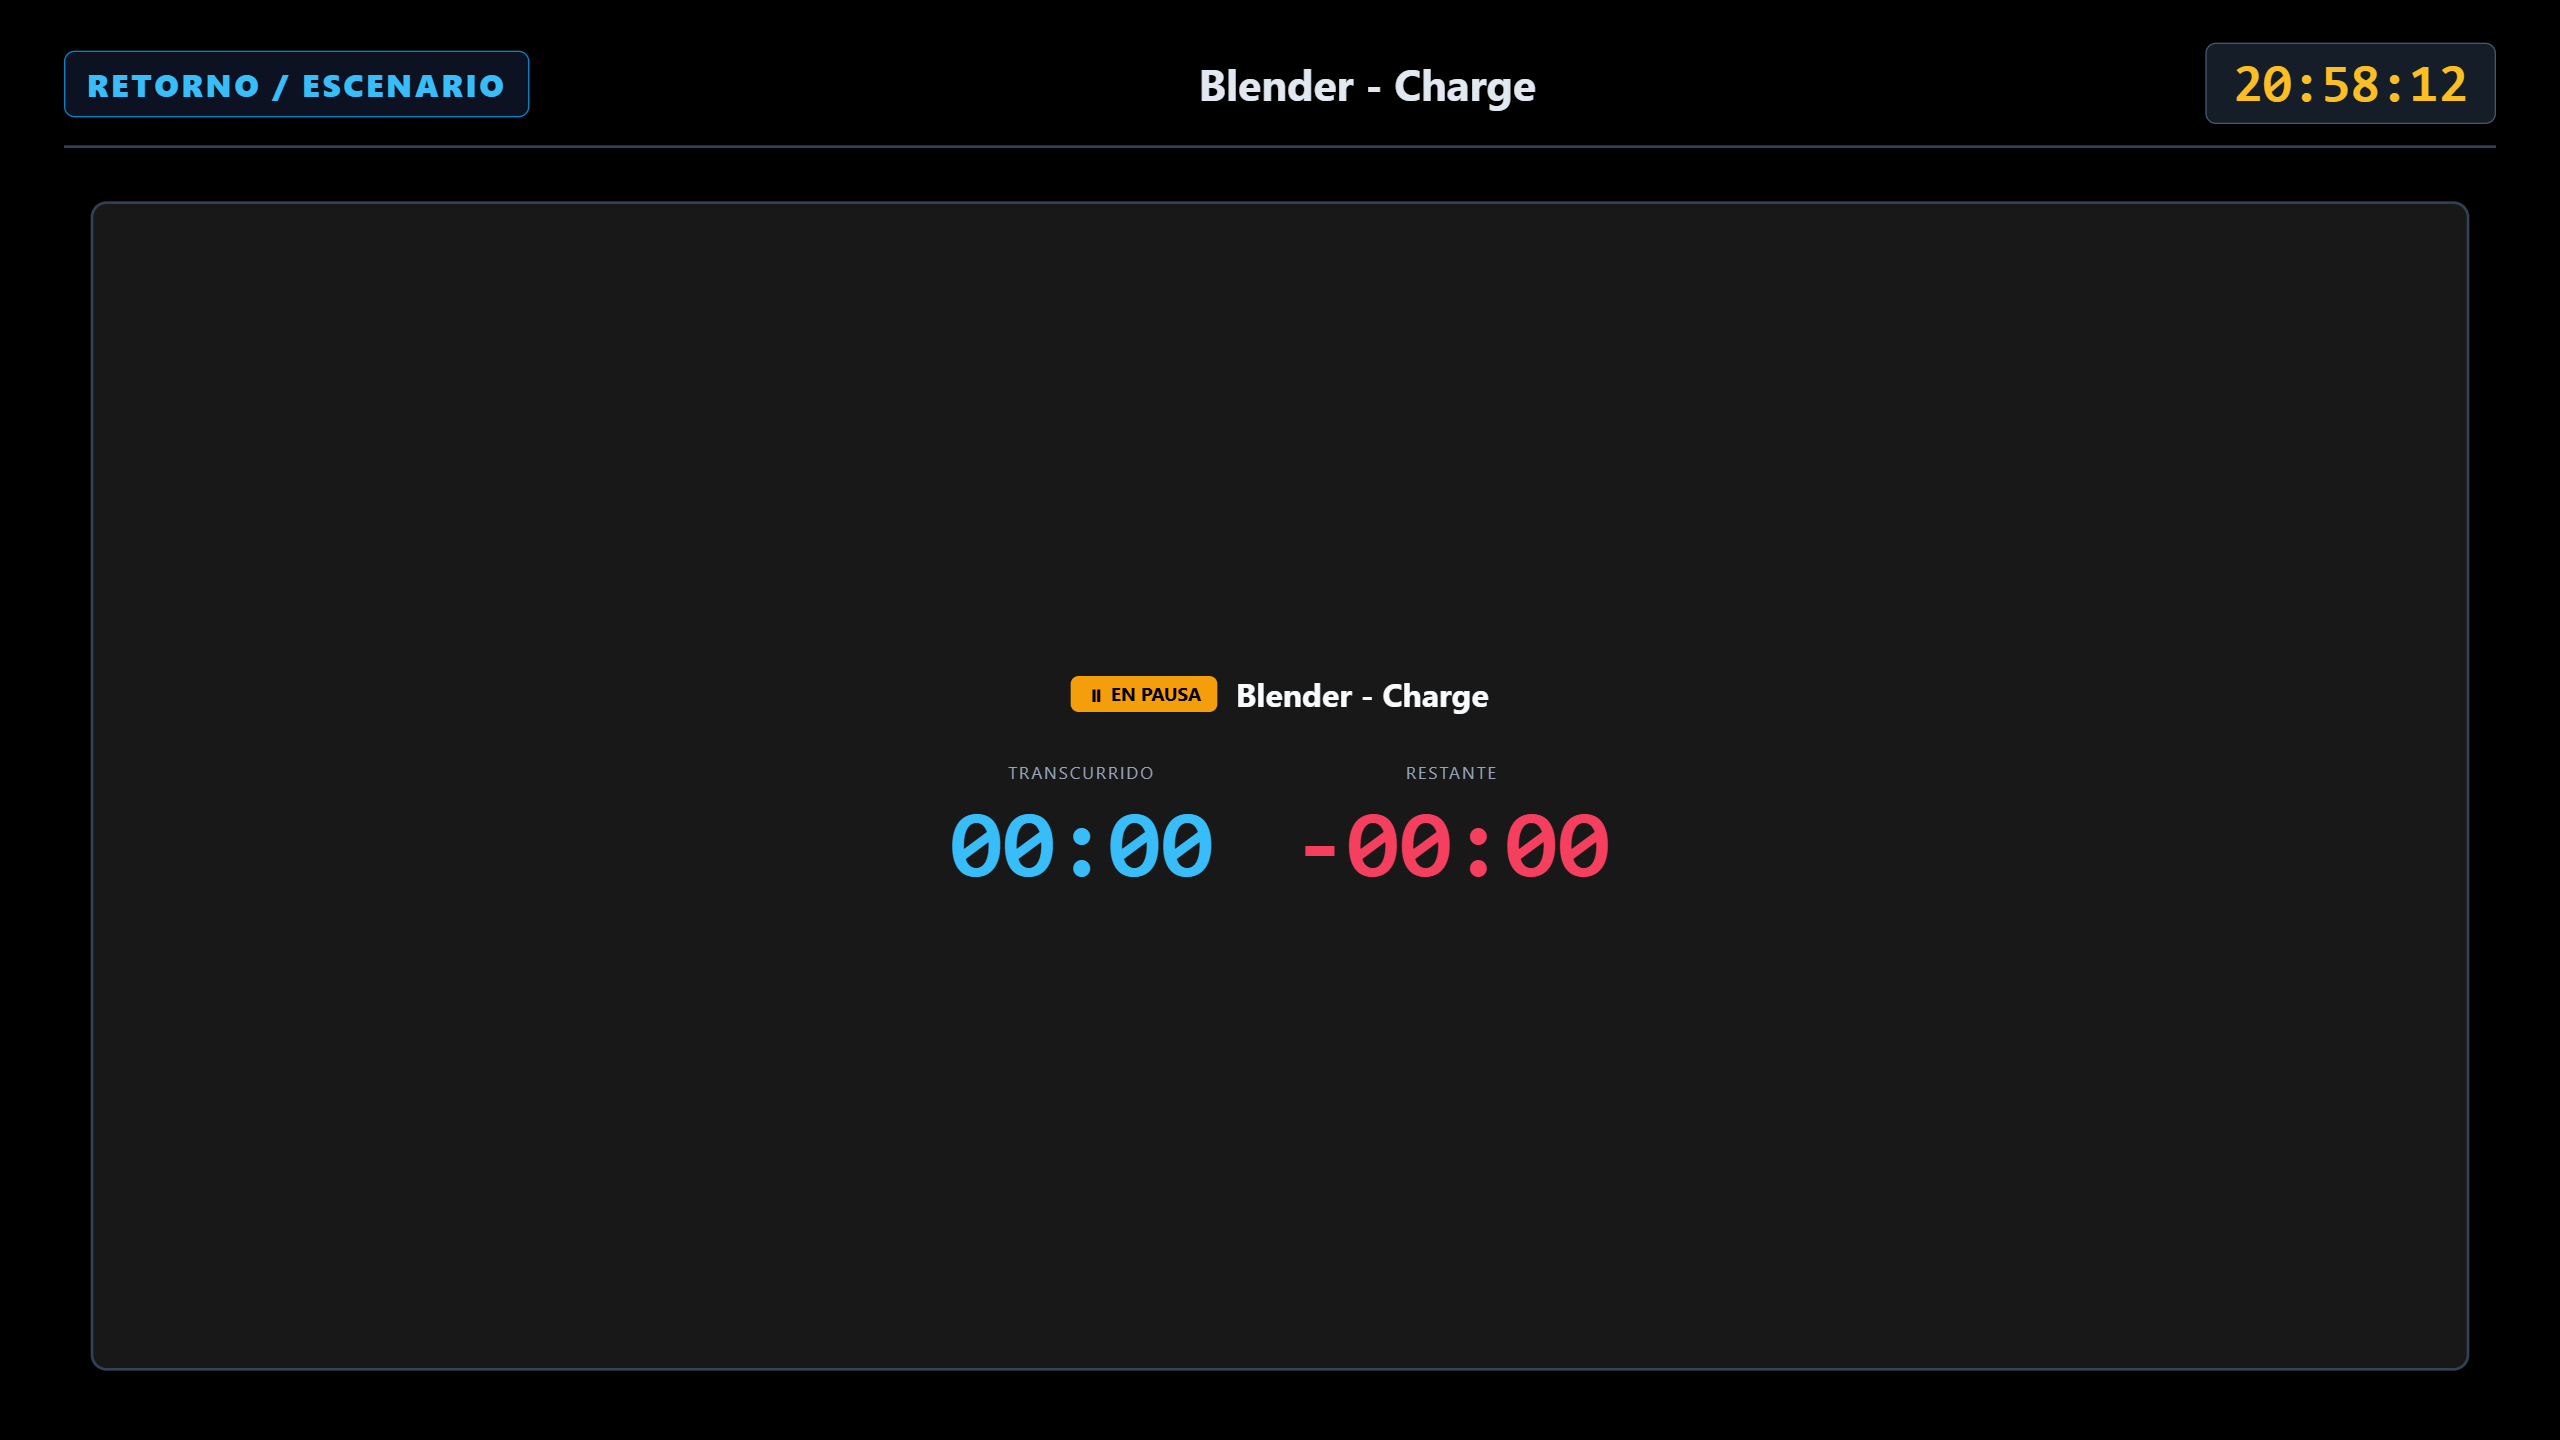 RETORNO / ESCENARIO
Blender - Charge
20:58:12
⏸ EN PAUSA
Blender - Charge
TRANSCURRIDO
RESTANTE
00:00
-00:00